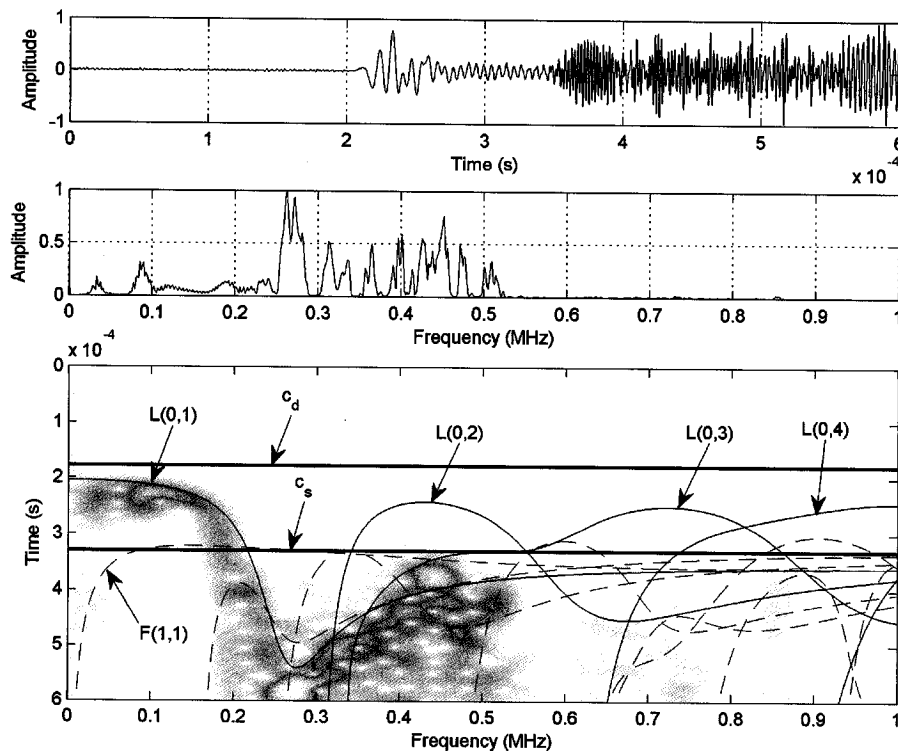 Amplitude
1
0
-1
0 1 2 3 4 5 6
Time (s)
x 10⁻⁴
Amplitude
1
0.5
0
0 0.1 0.2 0.3 0.4 0.5 0.6 0.7 0.8 0.9 1
Frequency (MHz)
x 10⁻⁴
Time (s)
0
1
2
3
4
5
6
L(0,1)
c_d
L(0,2)
L(0,3)
L(0,4)
c_s
F(1,1)
0 0.1 0.2 0.3 0.4 0.5 0.6 0.7 0.8 0.9 1
Frequency (MHz)